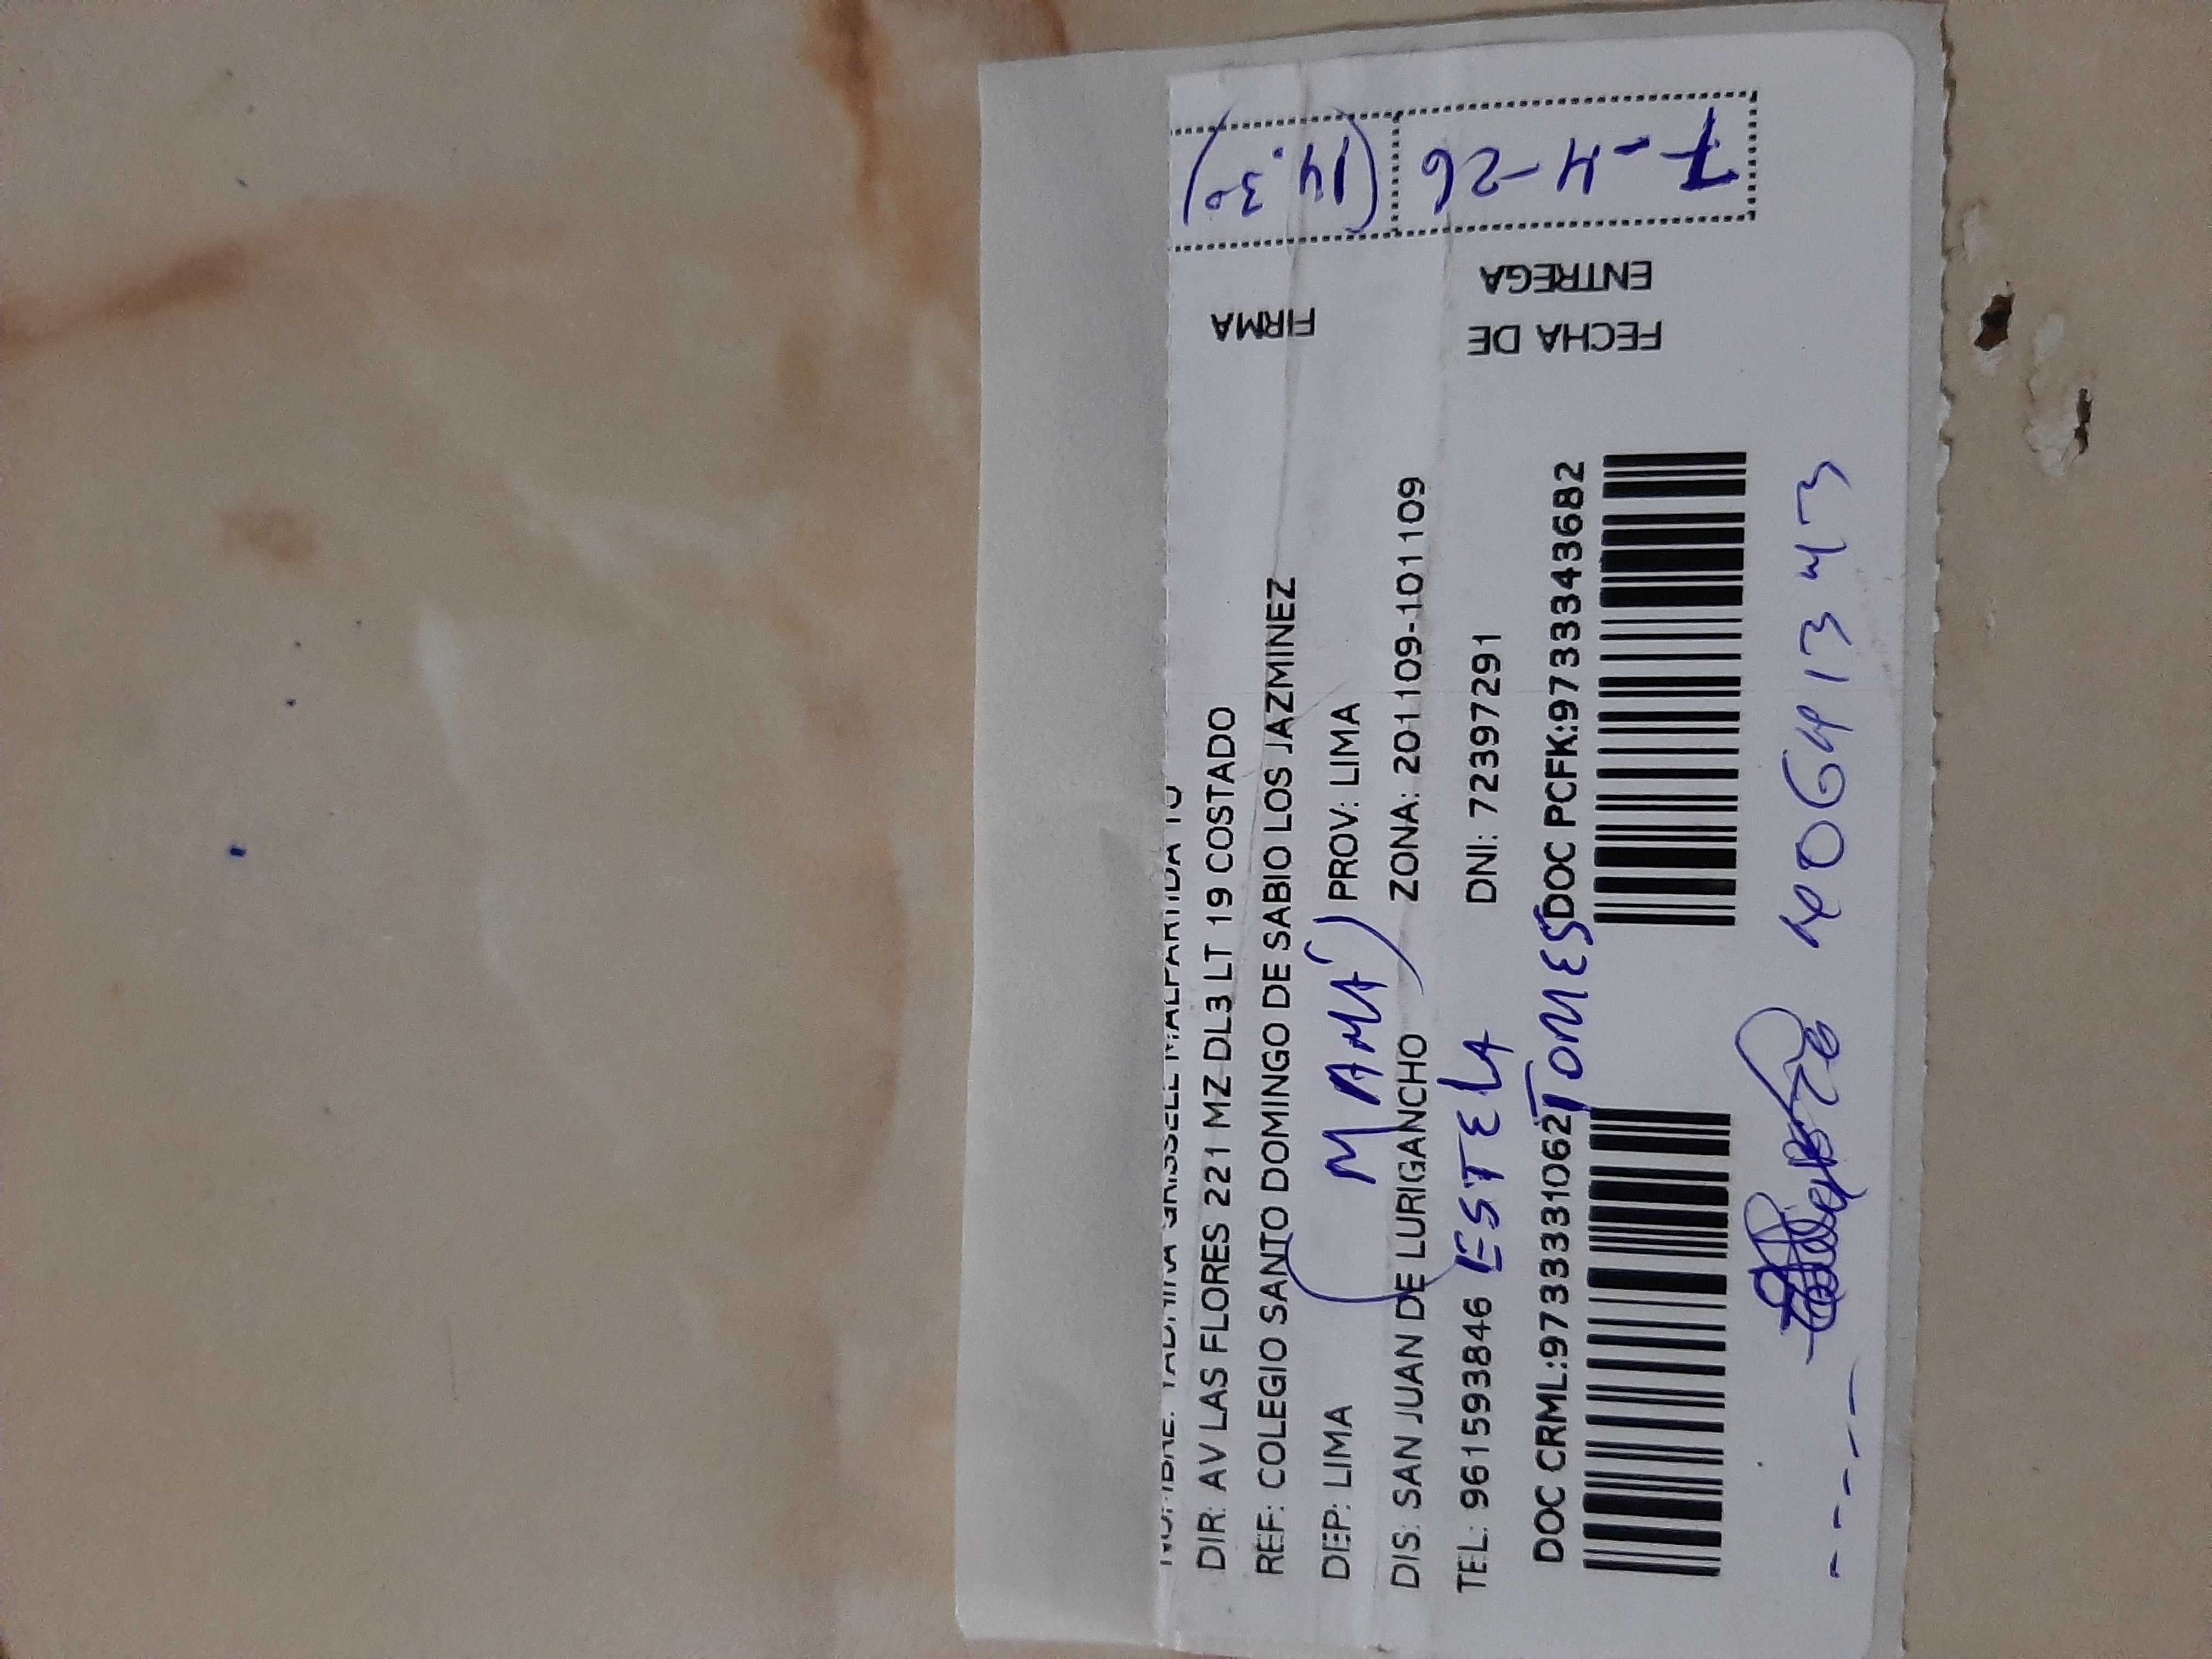 DIR: AV LAS FLORES 221 MZ DL3 LT 19 COSTADO
REF: COLEGIO SANTO DOMINGO DE SABIO LOS JAZMINEZ
DEP: LIMA PROV: LIMA
(MAMÁ)
DIS: SAN JUAN DE LURIGANCHO ZONA: 201109-101109
TEL: 961593846 DNI: 72397291
ESTELA
TOMES
DOC CRML:9733331062 DOC PCFK:9733343682
40641343
FECHA DE
ENTREGA
7-4-26
FIRMA
(14:30)